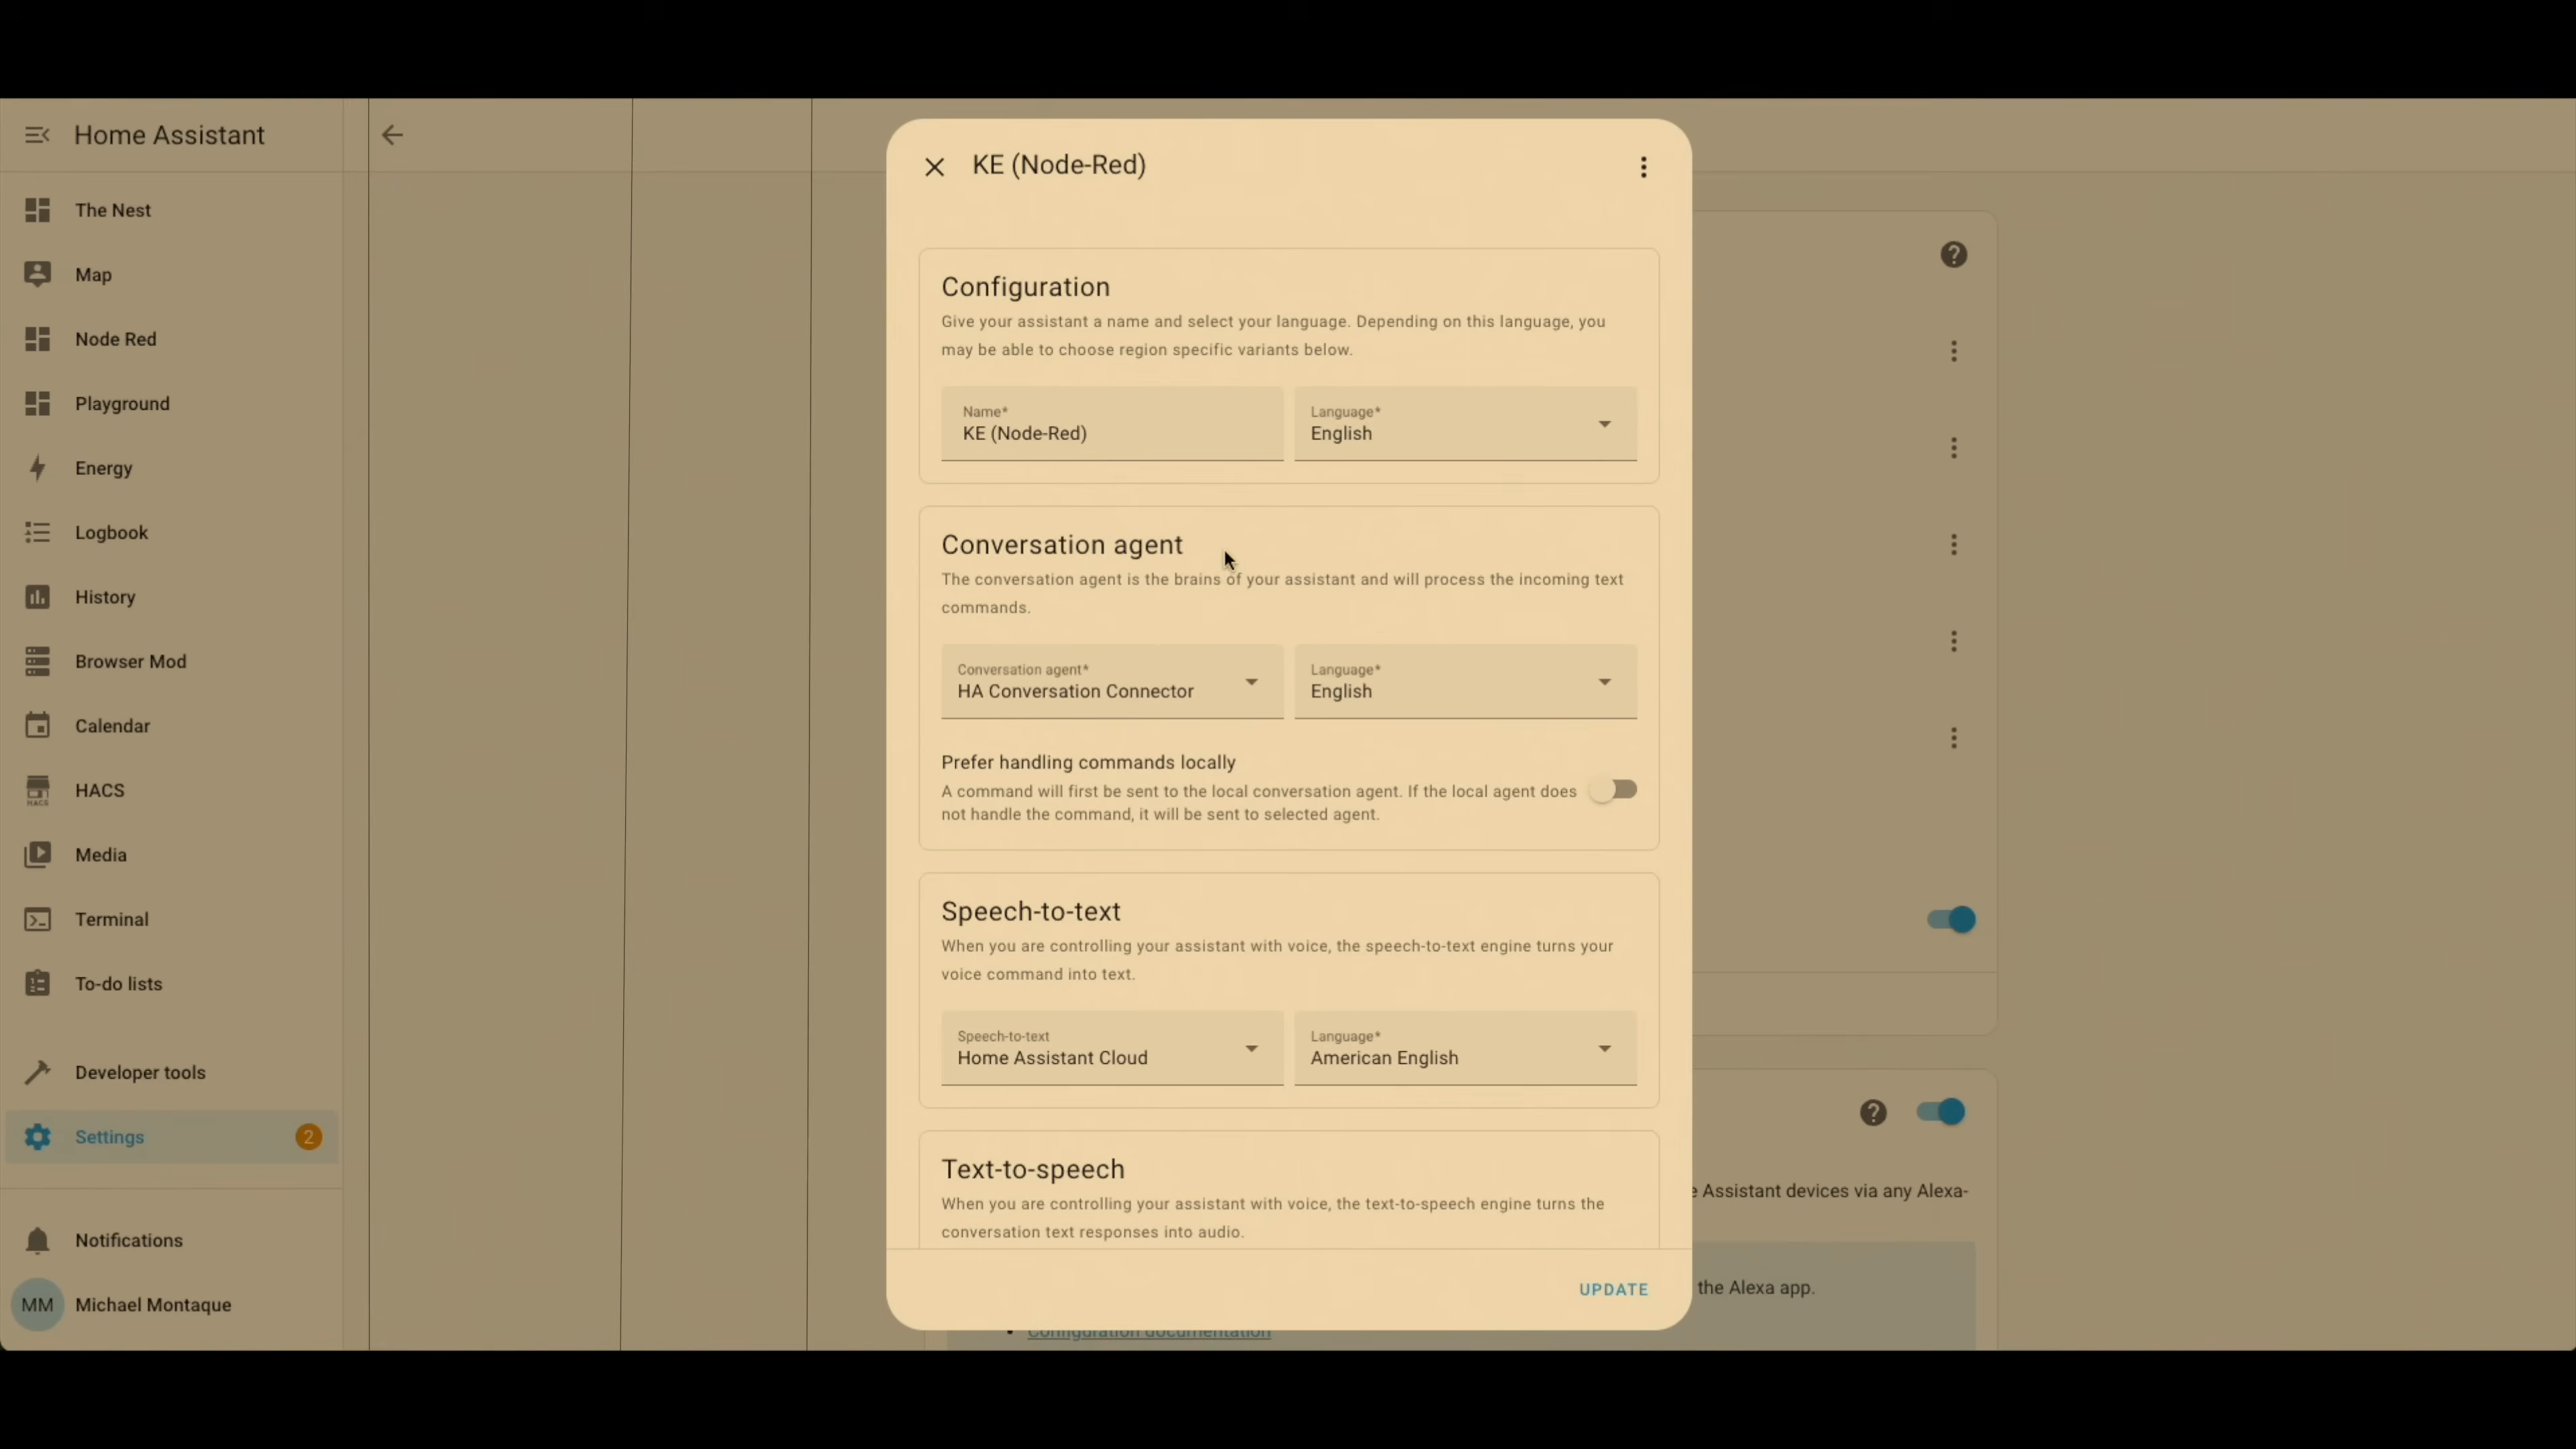 Home Assistant
The Nest
Map
Node Red
Playground
Energy
Logbook
History
Browser Mod
Calendar
HACS
HACS
Media
Terminal
To-do lists
Developer tools
Settings
2
Notifications
MM
Michael Montaque
KE (Node-Red)
Configuration
Give your assistant a name and select your language. Depending on this language, you
may be able to choose region specific variants below.
Name*
KE (Node-Red)
Language*
English
Conversation agent
The conversation agent is the brains of your assistant and will process the incoming text
commands.
Conversation agent*
HA Conversation Connector
Language*
English
Prefer handling commands locally
A command will first be sent to the local conversation agent. If the local agent does
not handle the command, it will be sent to selected agent.
Speech-to-text
When you are controlling your assistant with voice, the speech-to-text engine turns your
voice command into text.
Speech-to-text
Home Assistant Cloud
Language*
American English
Text-to-speech
When you are controlling your assistant with voice, the text-to-speech engine turns the
conversation text responses into audio.
UPDATE
e Assistant devices via any Alexa-
the Alexa app.
Configuration documentation